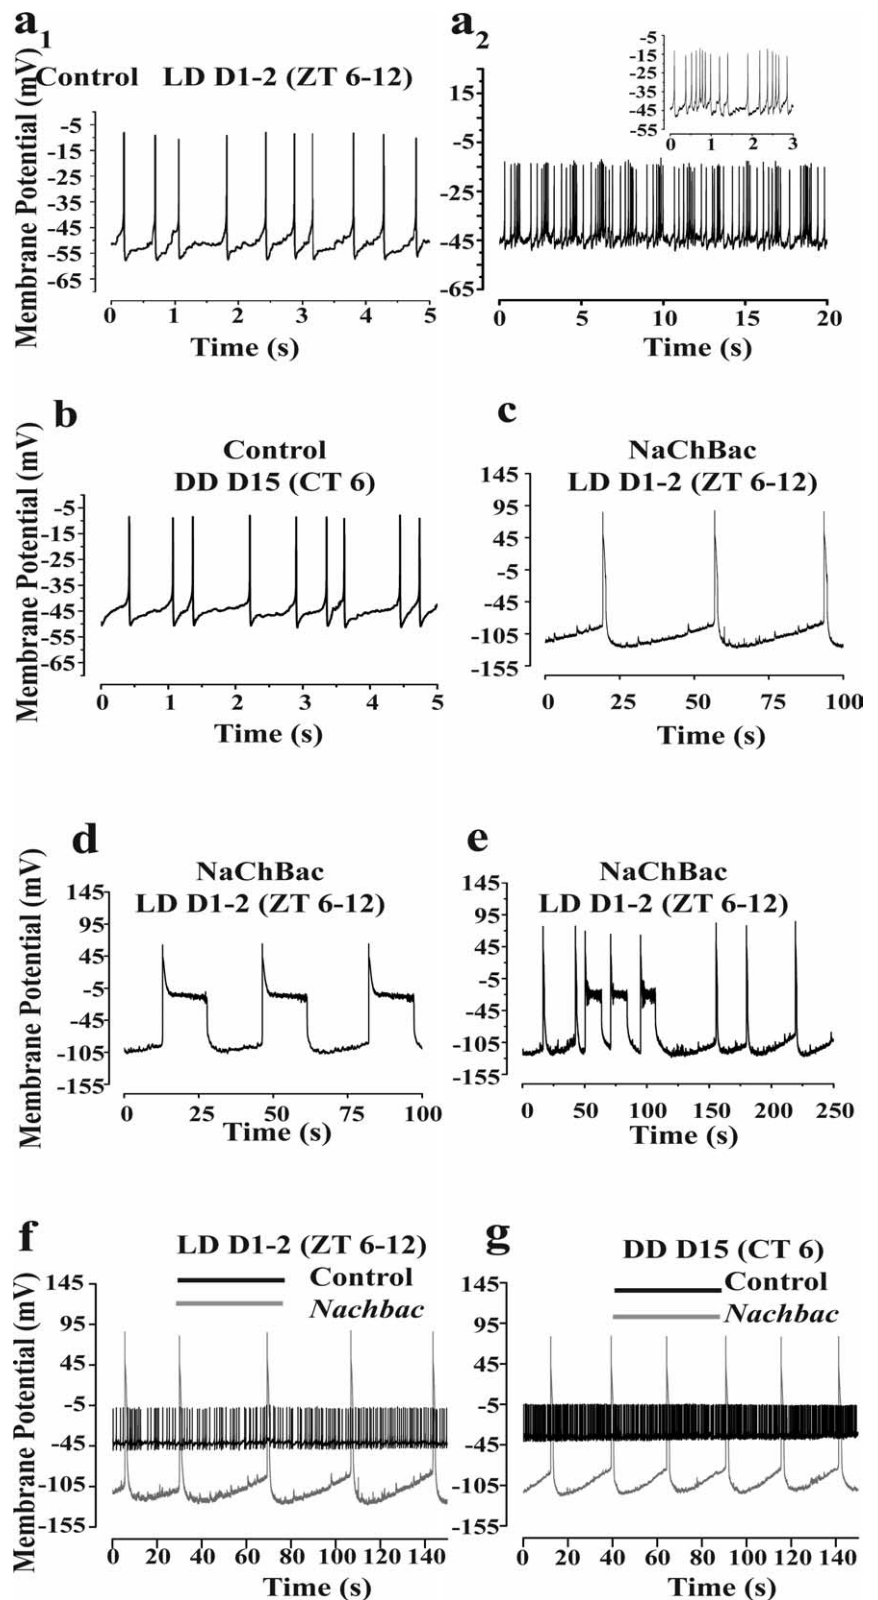 a1
a2
Control LD D1-2 (ZT 6-12)
Membrane Potential (mV)
-5
-15
-25
-35
-45
-55
-65
0 1 2 3 4 5
Time (s)
15
-5
-25
-45
-65
0 5 10 15 20
Time (s)
-5
-15
-25
-35
-45
-55
0 1 2 3
b
Control
DD D15 (CT 6)
Membrane Potential (mV)
-5
-15
-25
-35
-45
-55
-65
0 1 2 3 4 5
Time (s)
c
NaChBac
LD D1-2 (ZT 6-12)
145
95
45
-5
-45
-105
-155
0 25 50 75 100
Time (s)
d
NaChBac
LD D1-2 (ZT 6-12)
Membrane Potential (mV)
145
95
45
-5
-45
-105
-155
0 25 50 75 100
Time (s)
e
NaChBac
LD D1-2 (ZT 6-12)
145
95
45
-5
-45
-105
-155
0 50 100 150 200 250
Time (s)
f
LD D1-2 (ZT 6-12)
Control
Nachbac
Membrane Potential (mV)
145
95
45
-5
-45
-105
-155
0 20 40 60 80 100 120 140
Time (s)
g
DD D15 (CT 6)
Control
Nachbac
145
95
45
-5
-45
-105
-155
0 20 40 60 80 100 120 140
Time (s)